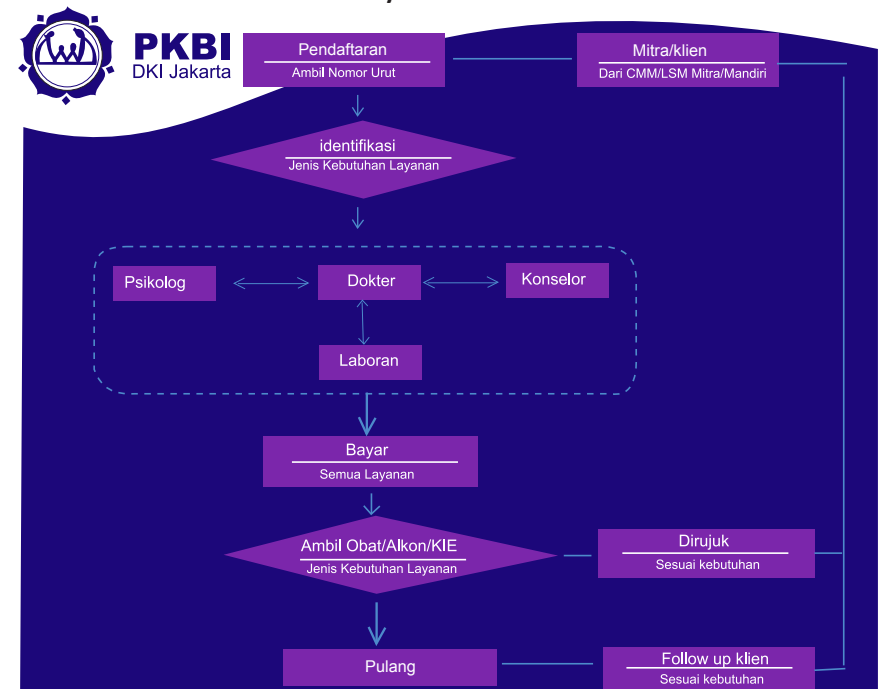 PKBI
DKI Jakarta
Pendaftaran
Ambil Nomor Urut
Mitra/klien
Dari CMM/LSM Mitra/Mandiri
identifikasi
Jenis Kebutuhan Layanan
Psikolog
Dokter
Konselor
Laboran
Bayar
Semua Layanan
Ambil Obat/Alkon/KIE
Jenis Kebutuhan Layanan
Dirujuk
Sesuai kebutuhan
Pulang
Follow up klien
Sesuai kebutuhan